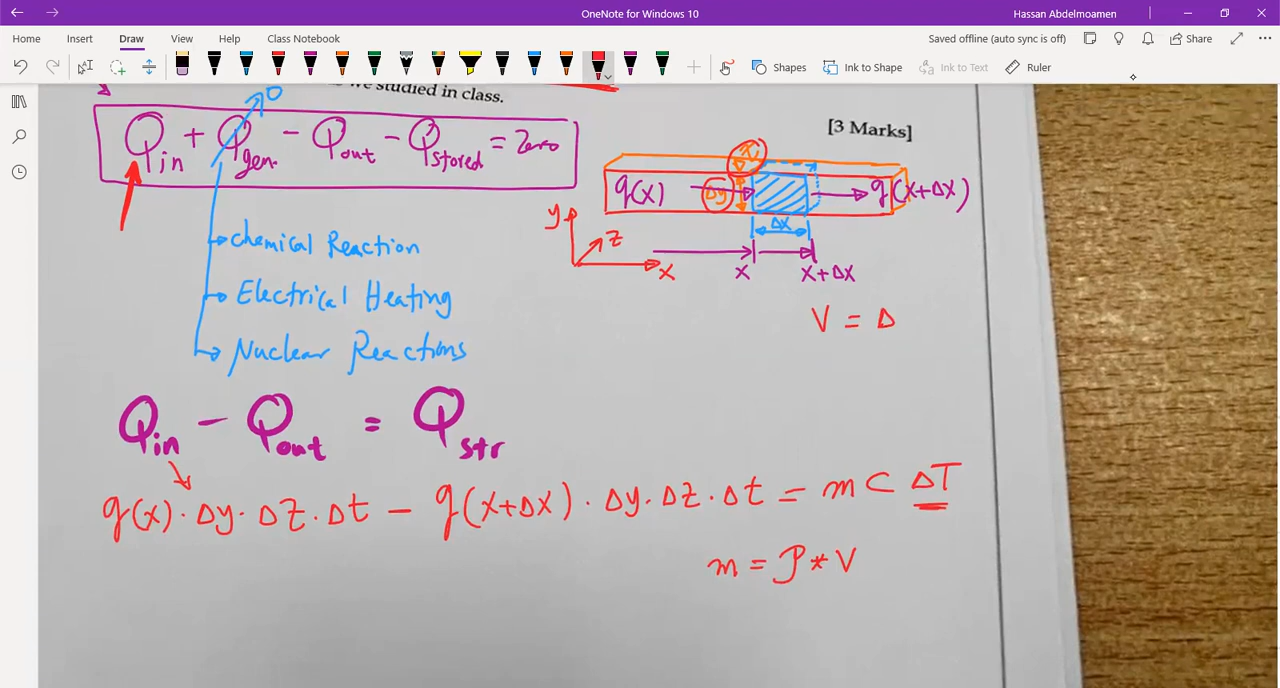 OneNote for Windows 10
Hassan Abdelmoamen
Home Insert Draw View Help Class Notebook
Saved offline (auto sync is off) Share
Shapes Ink to Shape Ink to Text Ruler
we studied in class.
[3 Marks]
Qin + Qgen. - Qout - Qstored = Zero
0
q(x) Δy q(x+Δx)
Δx
y z x
x x+Δx
chemical Reaction
Electrical Heating
Nuclear Reactions
V = Δ
Qin - Qout = Qstr
q(x) · Δy · Δz · Δt - q(x+Δx) · Δy · Δz · Δt = m C ΔT
m = ρ * V